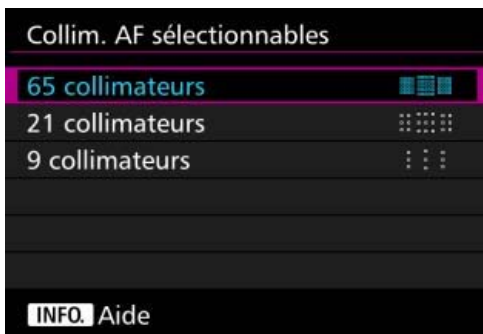 Collim. AF sélectionnables
65 collimateurs
21 collimateurs
9 collimateurs
INFO. Aide